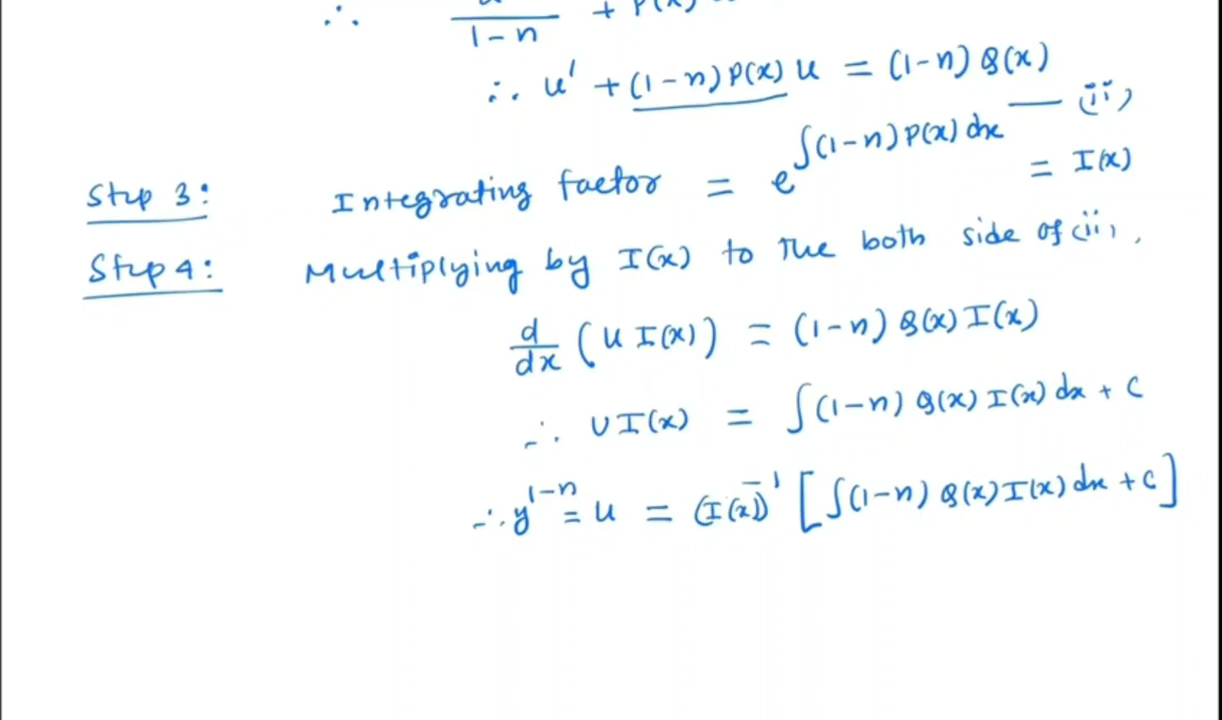 ∴ /(1-n) + P(x)
∴ u' + (1-n) P(x) u = (1-n) Q(x) — (ii)
Step 3: Integrating factor = e^∫(1-n) P(x) dx = I(x)
Step 4: Multiplying by I(x) to the both side of (ii),
d/dx (u I(x)) = (1-n) Q(x) I(x)
∴ U I(x) = ∫(1-n) Q(x) I(x) dx + C
∴ y^(1-n) = u = (I(x))^-1 [∫(1-n) Q(x) I(x) dx + C]